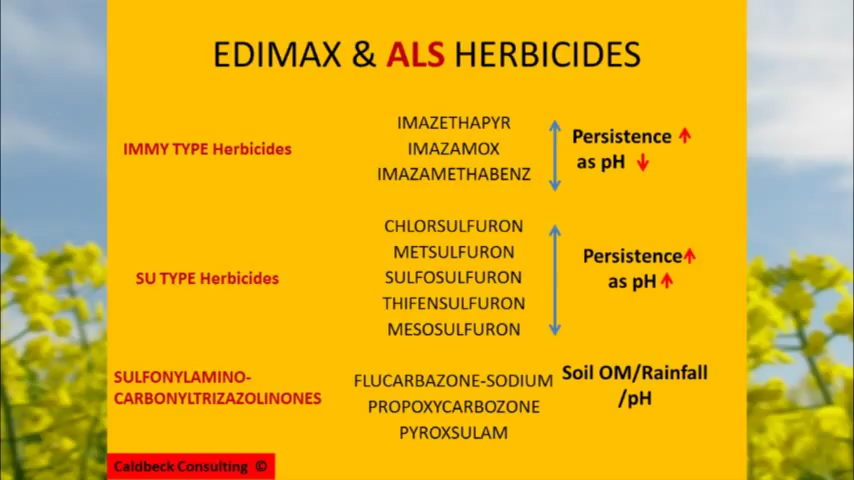 EDIMAX & ALS HERBICIDES
IMMY TYPE Herbicides
IMAZETHAPYR
IMAZAMOX
IMAZAMETHABENZ
Persistence
as pH
SU TYPE Herbicides
CHLORSULFURON
METSULFURON
SULFOSULFURON
THIFENSULFURON
MESOSULFURON
Persistence
as pH
SULFONYLAMINO-
CARBONYLTRIZAZOLINONES
FLUCARBAZONE-SODIUM
PROPOXYCARBOZONE
PYROXSULAM
Soil OM/Rainfall
/pH
Caldbeck Consulting ©